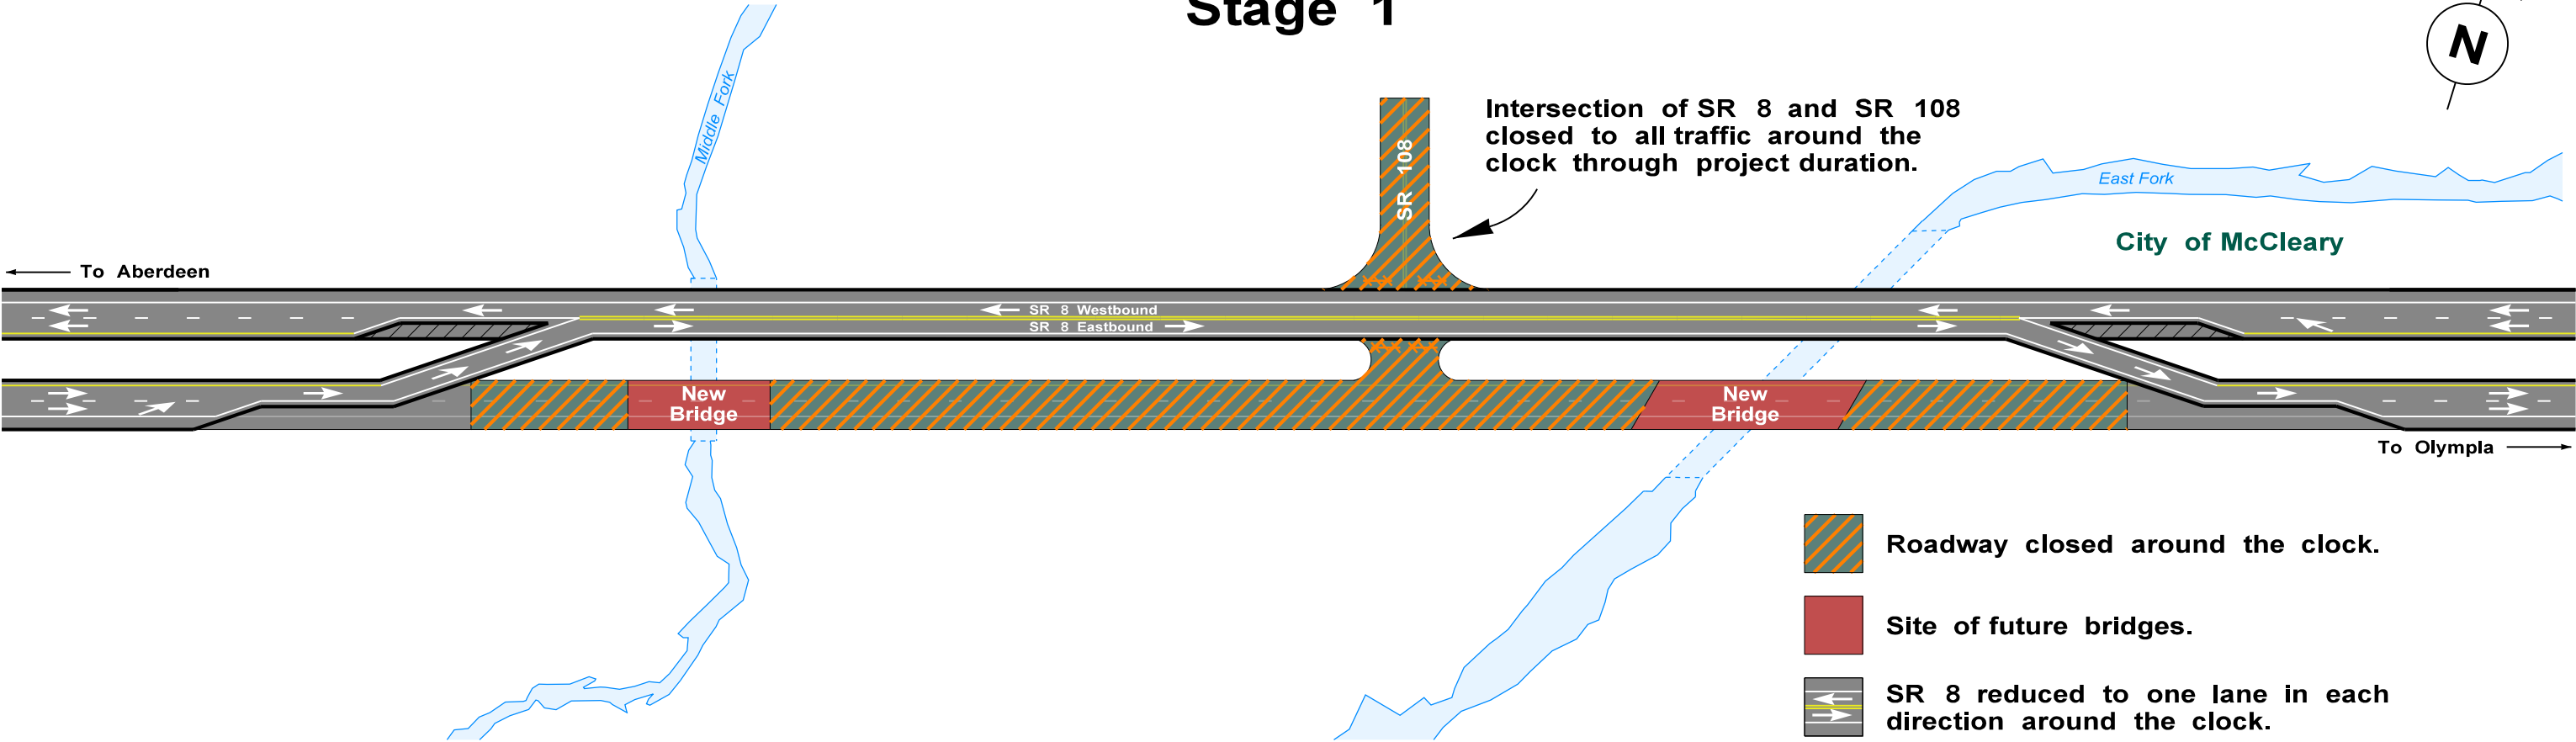 Stage 1
N
Middle Fork
Intersection of SR 8 and SR 108
closed to all traffic around the
clock through project duration.
SR 108
East Fork
City of McCleary
To Aberdeen
SR 8 Westbound
SR 8 Eastbound
New
Bridge
New
Bridge
To Olympia
Roadway closed around the clock.
Site of future bridges.
SR 8 reduced to one lane in each
direction around the clock.